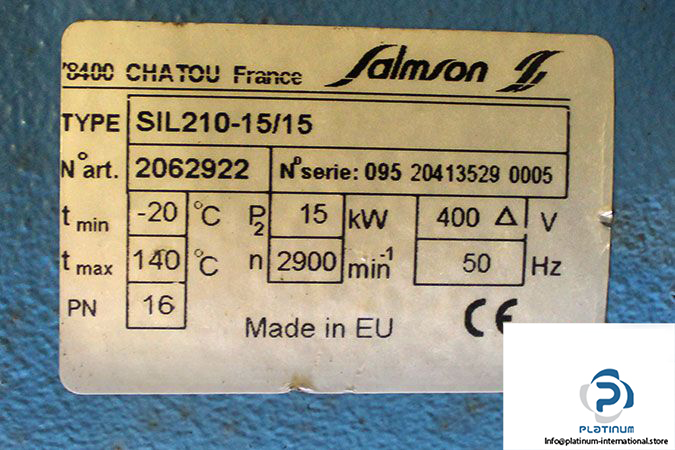 78400 CHATOU France Salmson
TYPE SIL210-15/15
N° art. 2062922 N° serie: 095 20413529 0005
t min -20 °C P2 15 kW 400 Δ V
t max 140 °C n 2900 min-1 50 Hz
PN 16
Made in EU CE
P
PLATINUM
Info@platinum-international.store